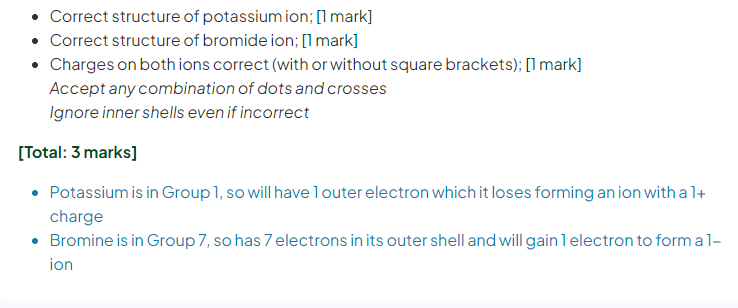 • Correct structure of potassium ion; [1 mark]
• Correct structure of bromide ion; [1 mark]
• Charges on both ions correct (with or without square brackets); [1 mark]
Accept any combination of dots and crosses
Ignore inner shells even if incorrect
[Total: 3 marks]
• Potassium is in Group 1, so will have 1 outer electron which it loses forming an ion with a 1+
charge
• Bromine is in Group 7, so has 7 electrons in its outer shell and will gain 1 electron to form a 1–
ion